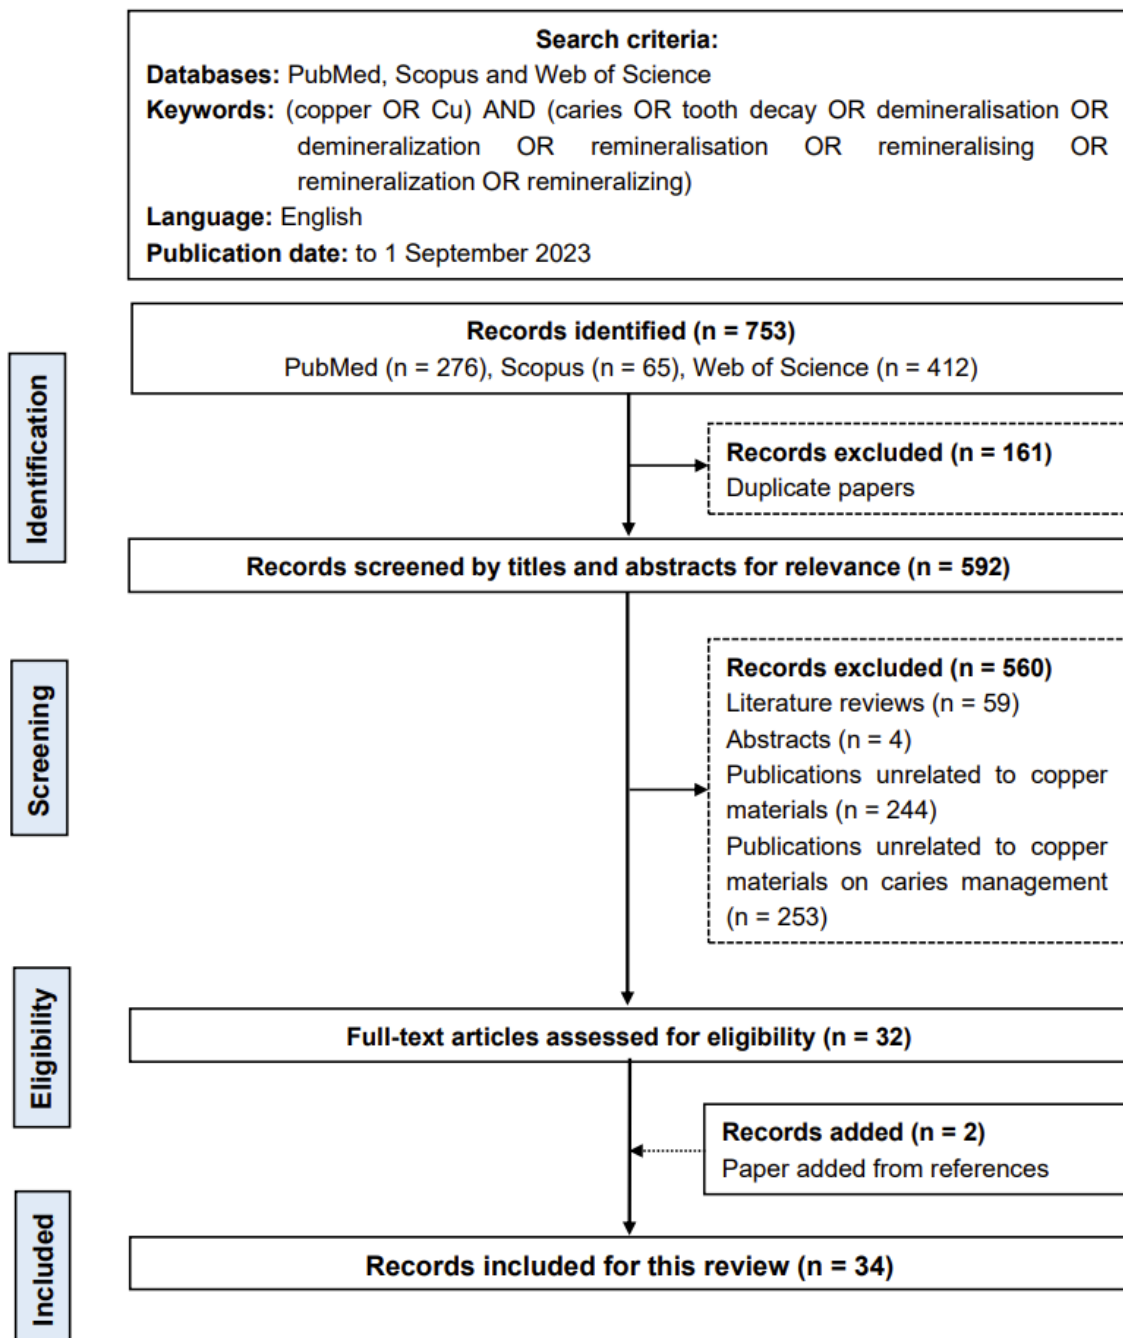 Search criteria:
Databases: PubMed, Scopus and Web of Science
Keywords: (copper OR Cu) AND (caries OR tooth decay OR demineralisation OR
demineralization OR remineralisation OR remineralising OR
remineralization OR remineralizing)
Language: English
Publication date: to 1 September 2023
Identification
Records identified (n = 753)
PubMed (n = 276), Scopus (n = 65), Web of Science (n = 412)
Records excluded (n = 161)
Duplicate papers
Records screened by titles and abstracts for relevance (n = 592)
Screening
Records excluded (n = 560)
Literature reviews (n = 59)
Abstracts (n = 4)
Publications unrelated to copper
materials (n = 244)
Publications unrelated to copper
materials on caries management
(n = 253)
Eligibility
Full-text articles assessed for eligibility (n = 32)
Records added (n = 2)
Paper added from references
Included
Records included for this review (n = 34)